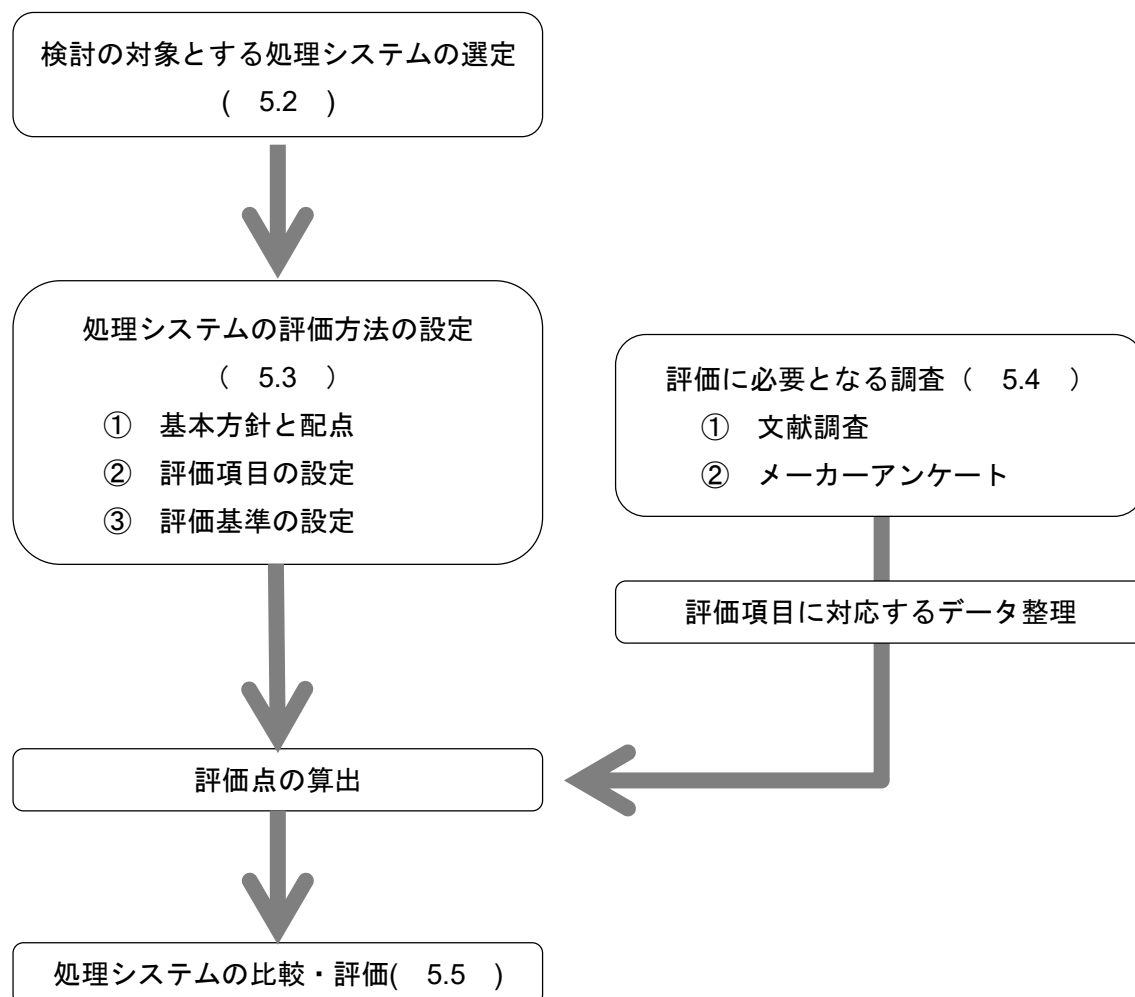 検討の対象とする処理システムの選定
(　5.2　)
処理システムの評価方法の設定
（　5.3　）
①　基本方針と配点
②　評価項目の設定
③　評価基準の設定
評価に必要となる調査（　5.4　）
①　文献調査
②　メーカーアンケート
評価項目に対応するデータ整理
評価点の算出
処理システムの比較・評価(　5.5　)